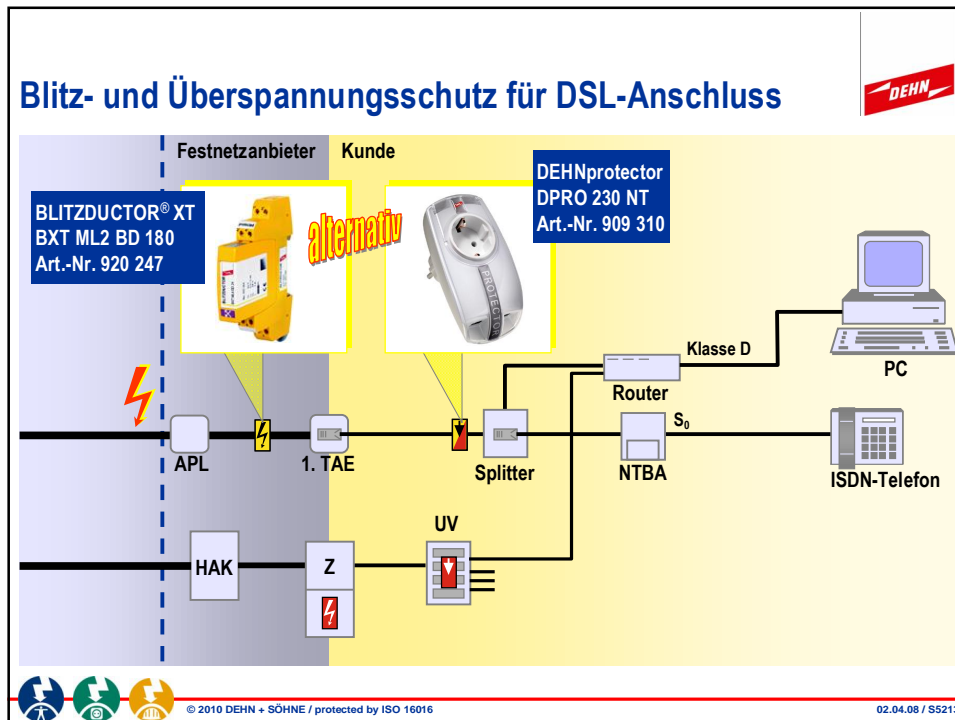 Blitz- und Überspannungsschutz für DSL-Anschluss
DEHN
Festnetzanbieter
Kunde
BLITZDUCTOR® XT
BXT ML2 BD 180
Art.-Nr. 920 247
alternativ
DEHNprotector
DPRO 230 NT
Art.-Nr. 909 310
PROTECTOR
Klasse D
PC
Router
S₀
APL
1. TAE
Splitter
NTBA
ISDN-Telefon
UV
HAK
Z
© 2010 DEHN + SÖHNE / protected by ISO 16016
02.04.08 / S5213